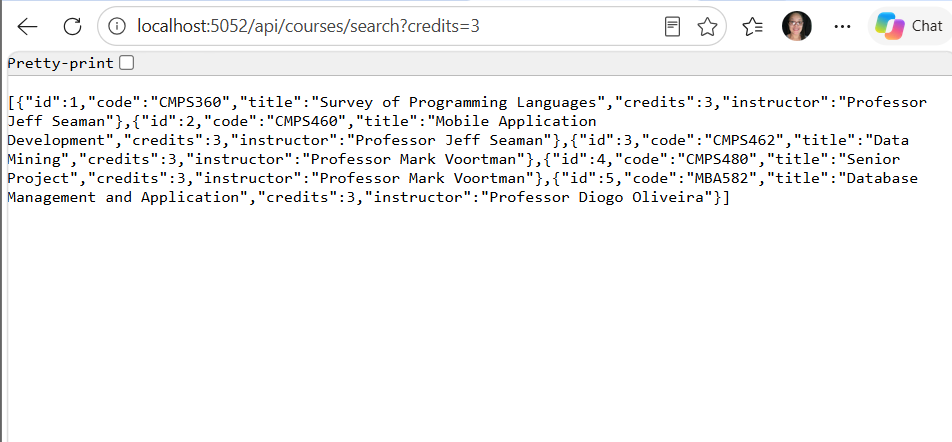 localhost:5052/api/courses/search?credits=3
Chat
Pretty-print
[{"id":1,"code":"CMPS360","title":"Survey of Programming Languages","credits":3,"instructor":"Professor
Jeff Seaman"},{"id":2,"code":"CMPS460","title":"Mobile Application
Development","credits":3,"instructor":"Professor Jeff Seaman"},{"id":3,"code":"CMPS462","title":"Data
Mining","credits":3,"instructor":"Professor Mark Voortman"},{"id":4,"code":"CMPS480","title":"Senior
Project","credits":3,"instructor":"Professor Mark Voortman"},{"id":5,"code":"MBA582","title":"Database
Management and Application","credits":3,"instructor":"Professor Diogo Oliveira"}]